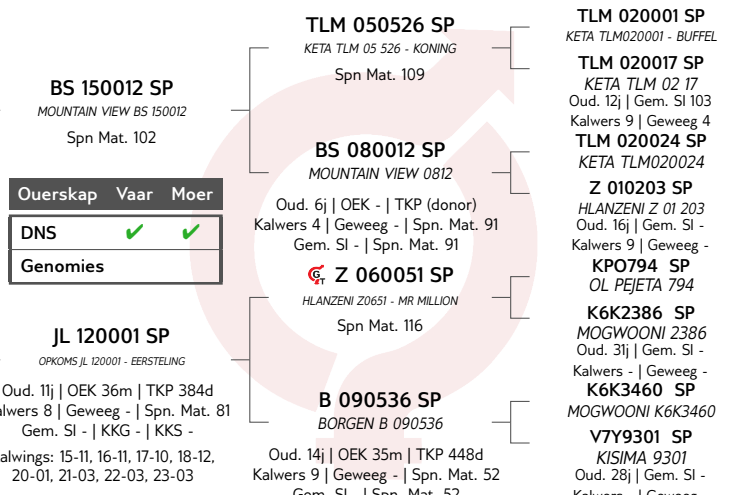 BS 150012 SP
MOUNTAIN VIEW BS 150012
Spn Mat. 102
Ouerskap Vaar Moer
DNS ✔ ✔
Genomies
JL 120001 SP
OPKOMS JL 120001 - EERSTELING
Oud. 11j | OEK 36m | TKP 384d
8 | Geweeg - | Spn. Mat. 81
Gem. SI - | KKG - | KKS -
15-11, 16-11, 17-10, 18-12,
20-01, 21-03, 22-03, 23-03
TLM 050526 SP
KETA TLM 05 526 - KONING
Spn Mat. 109
BS 080012 SP
MOUNTAIN VIEW 0812
Oud. 6j | OEK - | TKP (donor)
Kalwers 4 | Geweeg - | Spn. Mat. 91
Gem. SI - | Spn. Mat. 91
GT Z 060051 SP
HLANZENI Z0651 - MR MILLION
Spn Mat. 116
B 090536 SP
BORGEN B 090536
Oud. 14j | OEK 35m | TKP 448d
Kalwers 9 | Geweeg - | Spn. Mat. 52
Gem. SI - | Spn. Mat. 52
TLM 020001 SP
KETA TLM020001 - BUFFEL
TLM 020017 SP
KETA TLM 02 17
Oud. 12j | Gem. SI 103
Kalwers 9 | Geweeg 4
TLM 020024 SP
KETA TLM020024
Z 010203 SP
HLANZENI Z 01 203
Oud. 16j | Gem. SI -
Kalwers 9 | Geweeg -
KPO794 SP
OL PEJETA 794
K6K2386 SP
MOGWOONI 2386
Oud. 31j | Gem. SI -
Kalwers - | Geweeg -
K6K3460 SP
MOGWOONI K6K3460
V7Y9301 SP
KISIMA 9301
Oud. 28j | Gem. SI -
Kalwers - | Geweeg -